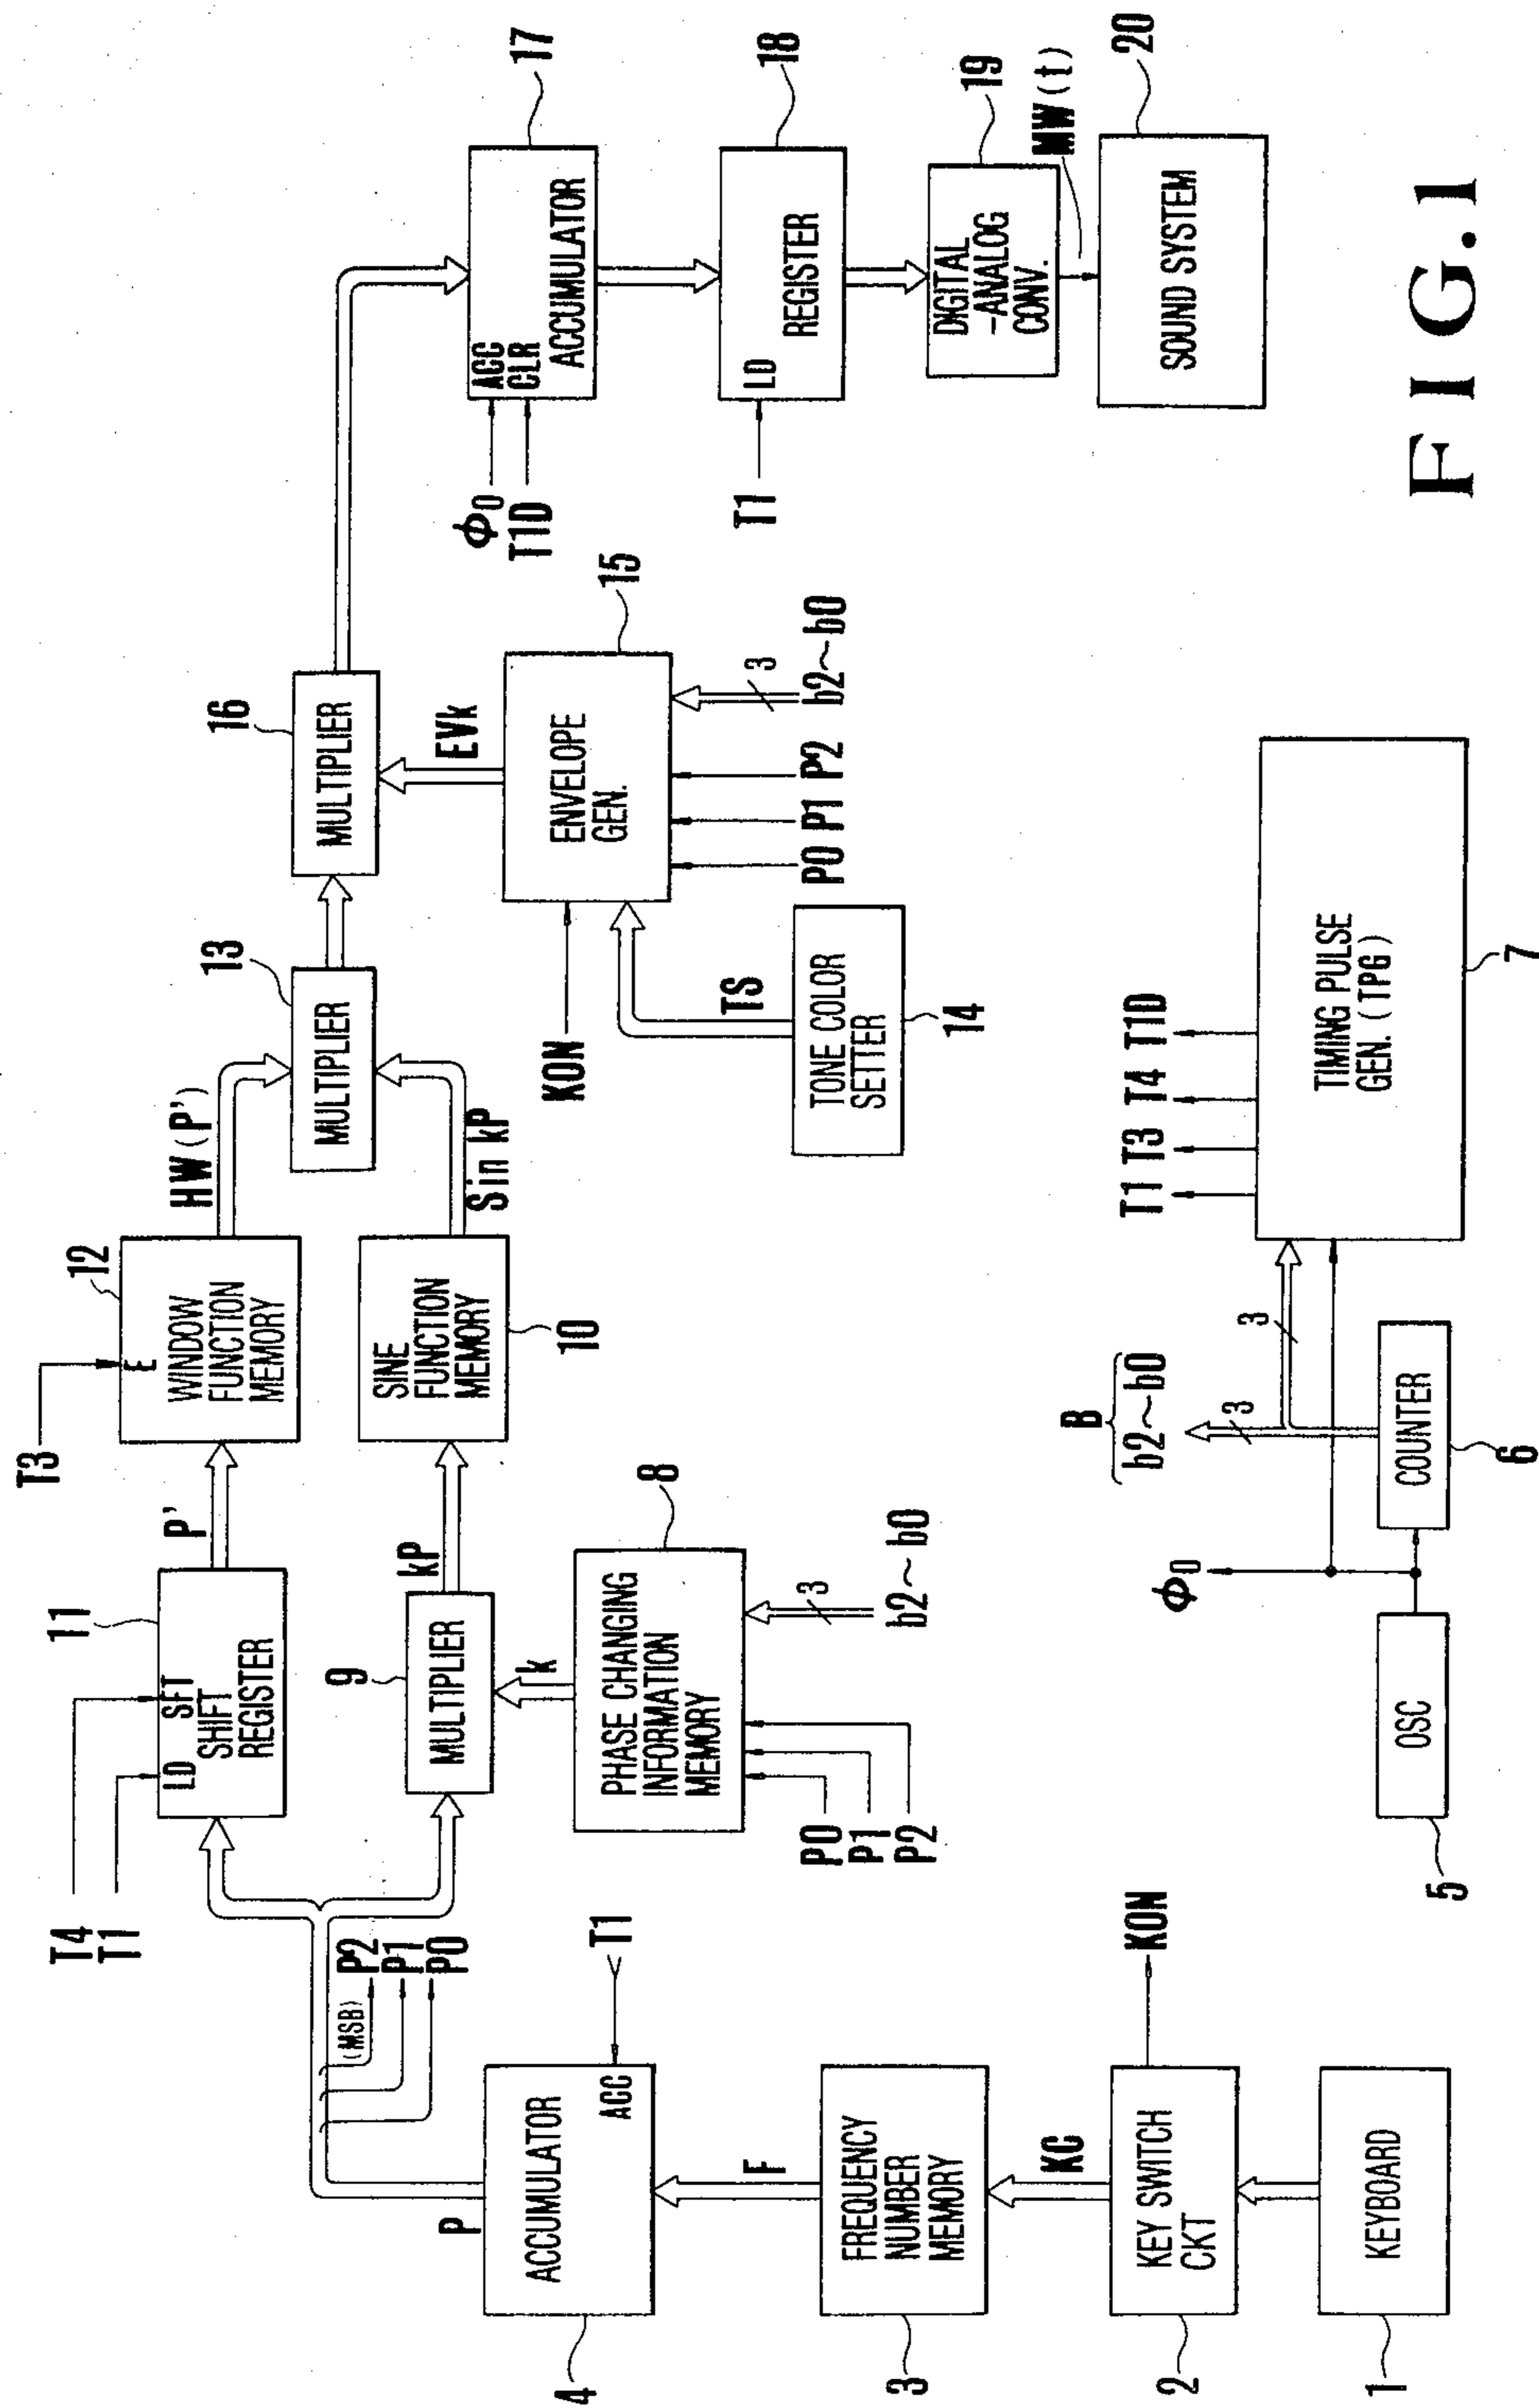 T4
T1
11
LD
SFT
SHIFT
REGISTER
P'
T3
12
E
WINDOW
FUNCTION
MEMORY
HW (P')
13
MULTIPLIER
16
MULTIPLIER
17
ACC
CLR
ACCUMULATOR
ϕ0
T1D
P2
P1
P0
(MSB)
9
MULTIPLIER
kP
SINE
FUNCTION
MEMORY
10
Sin kP
EVk
KON
ENVELOPE
GEN.
15
P0 P1 P2
3
b2~b0
T1
LD
REGISTER
18
P
ACCUMULATOR
ACC
T1
4
k
PHASE CHANGING
INFORMATION
MEMORY
8
P0
P1
P2
3
b2~b0
TS
TONE COLOR
SETTER
14
DIGITAL
-ANALOG
CONV.
19
MW(t)
SOUND SYSTEM
20
F
FREQUENCY
NUMBER
MEMORY
3
KC
KEY SWITCH
CKT
2
KON
KEYBOARD
1
ϕ0
B
b2~b0
3
3
T1 T3 T4 T1D
OSC
5
COUNTER
6
TIMING PULSE
GEN. (TPG)
7
FIG.1